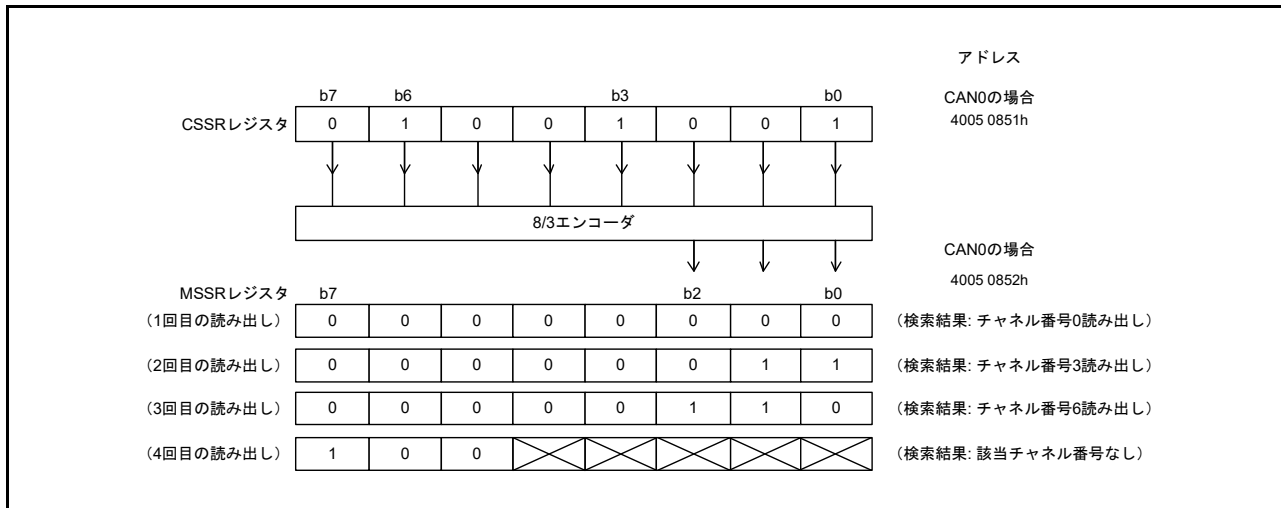 アドレス
b7 b6 b3 b0 CAN0の場合
CSSRレジスタ 0 1 0 0 1 0 0 1 4005 0851h
8/3エンコーダ
CAN0の場合
4005 0852h
MSSRレジスタ b7 b2 b0
（1回目の読み出し） 0 0 0 0 0 0 0 0 （検索結果: チャネル番号0読み出し）
（2回目の読み出し） 0 0 0 0 0 0 1 1 （検索結果: チャネル番号3読み出し）
（3回目の読み出し） 0 0 0 0 0 1 1 0 （検索結果: チャネル番号6読み出し）
（4回目の読み出し） 1 0 0 （検索結果: 該当チャネル番号なし）